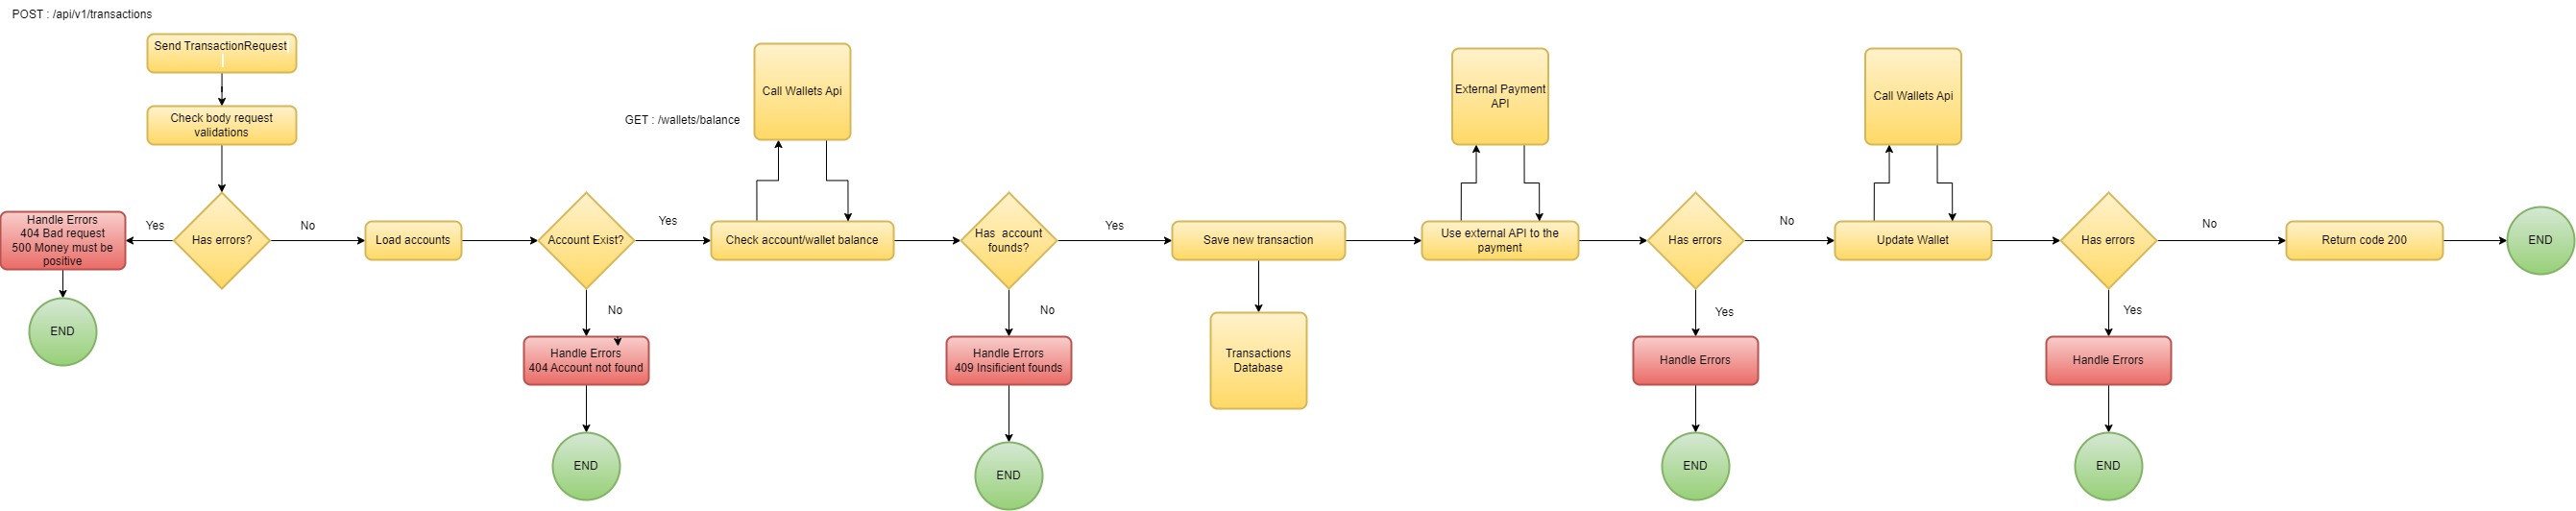 POST : /api/v1/transactions
Send TransactionRequest
Check body request
validations
Has errors?
Yes
Handle Errors
404 Bad request
500 Money must be
positive
END
No
Load accounts
Account Exist?
No
Handle Errors
404 Account not found
END
Yes
Check account/wallet balance
GET : /wallets/balance
Call Wallets Api
Has account
founds?
No
Handle Errors
409 Insificient founds
END
Yes
Save new transaction
Transactions
Database
Use external API to the
payment
External Payment
API
Has errors
Yes
Handle Errors
END
No
Update Wallet
Call Wallets Api
Has errors
Yes
Handle Errors
END
No
Return code 200
END